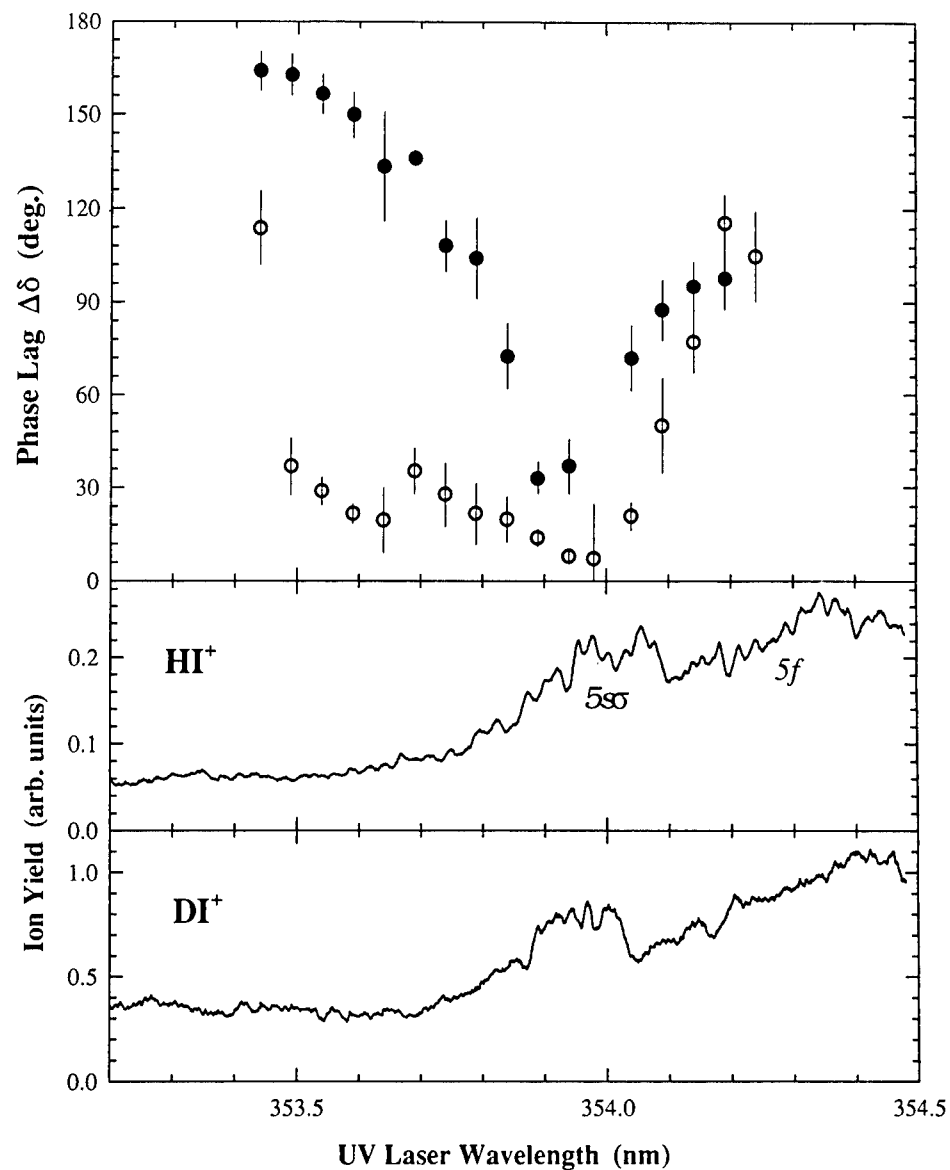 180
150
120
90
60
30
0
Phase Lag Δδ (deg.)
HI⁺
5sσ
5f
0.2
0.1
0.0
Ion Yield (arb. units)
DI⁺
1.0
0.5
0.0
353.5
354.0
354.5
UV Laser Wavelength (nm)